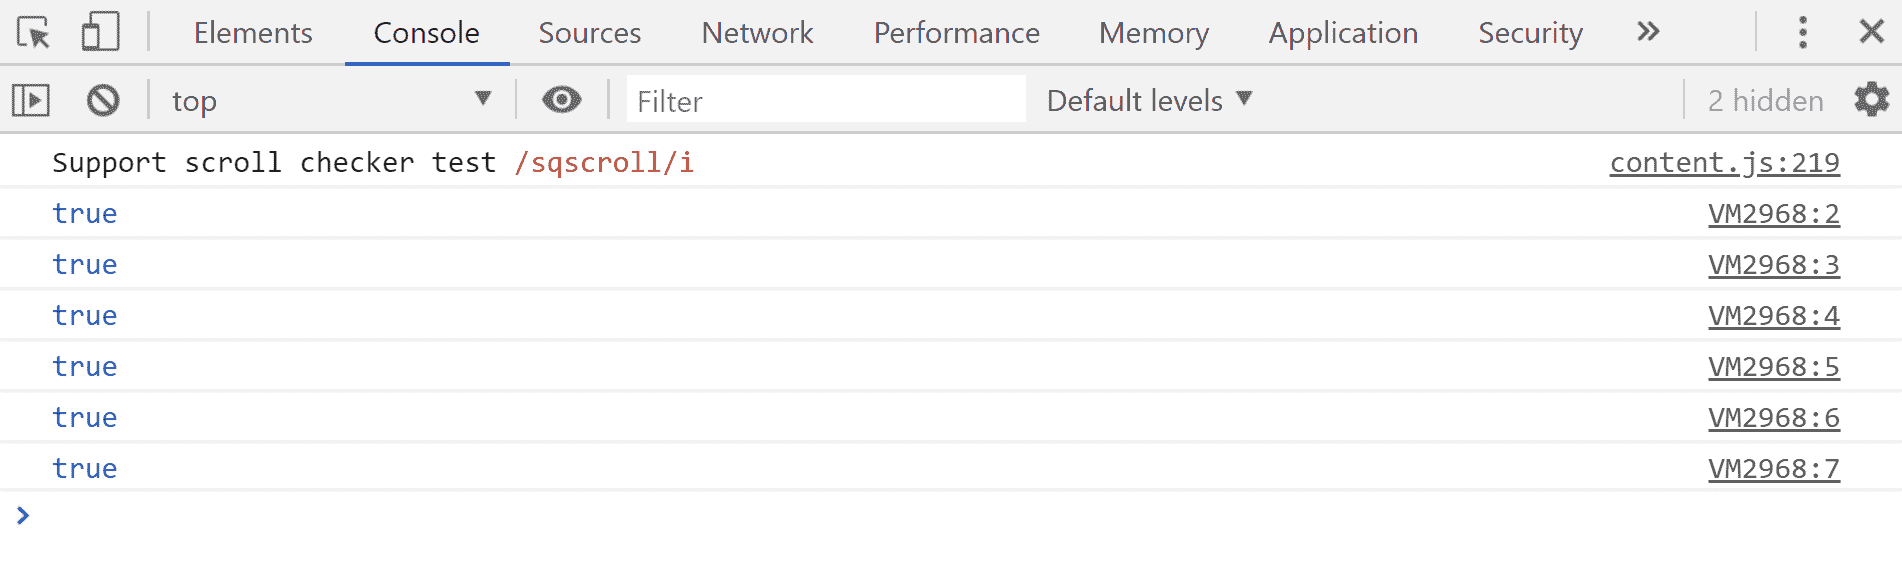 Elements Console Sources Network Performance Memory Application Security »
top Filter Default levels 2 hidden
Support scroll checker test /sqscroll/i content.js:219
true VM2968:2
true VM2968:3
true VM2968:4
true VM2968:5
true VM2968:6
true VM2968:7